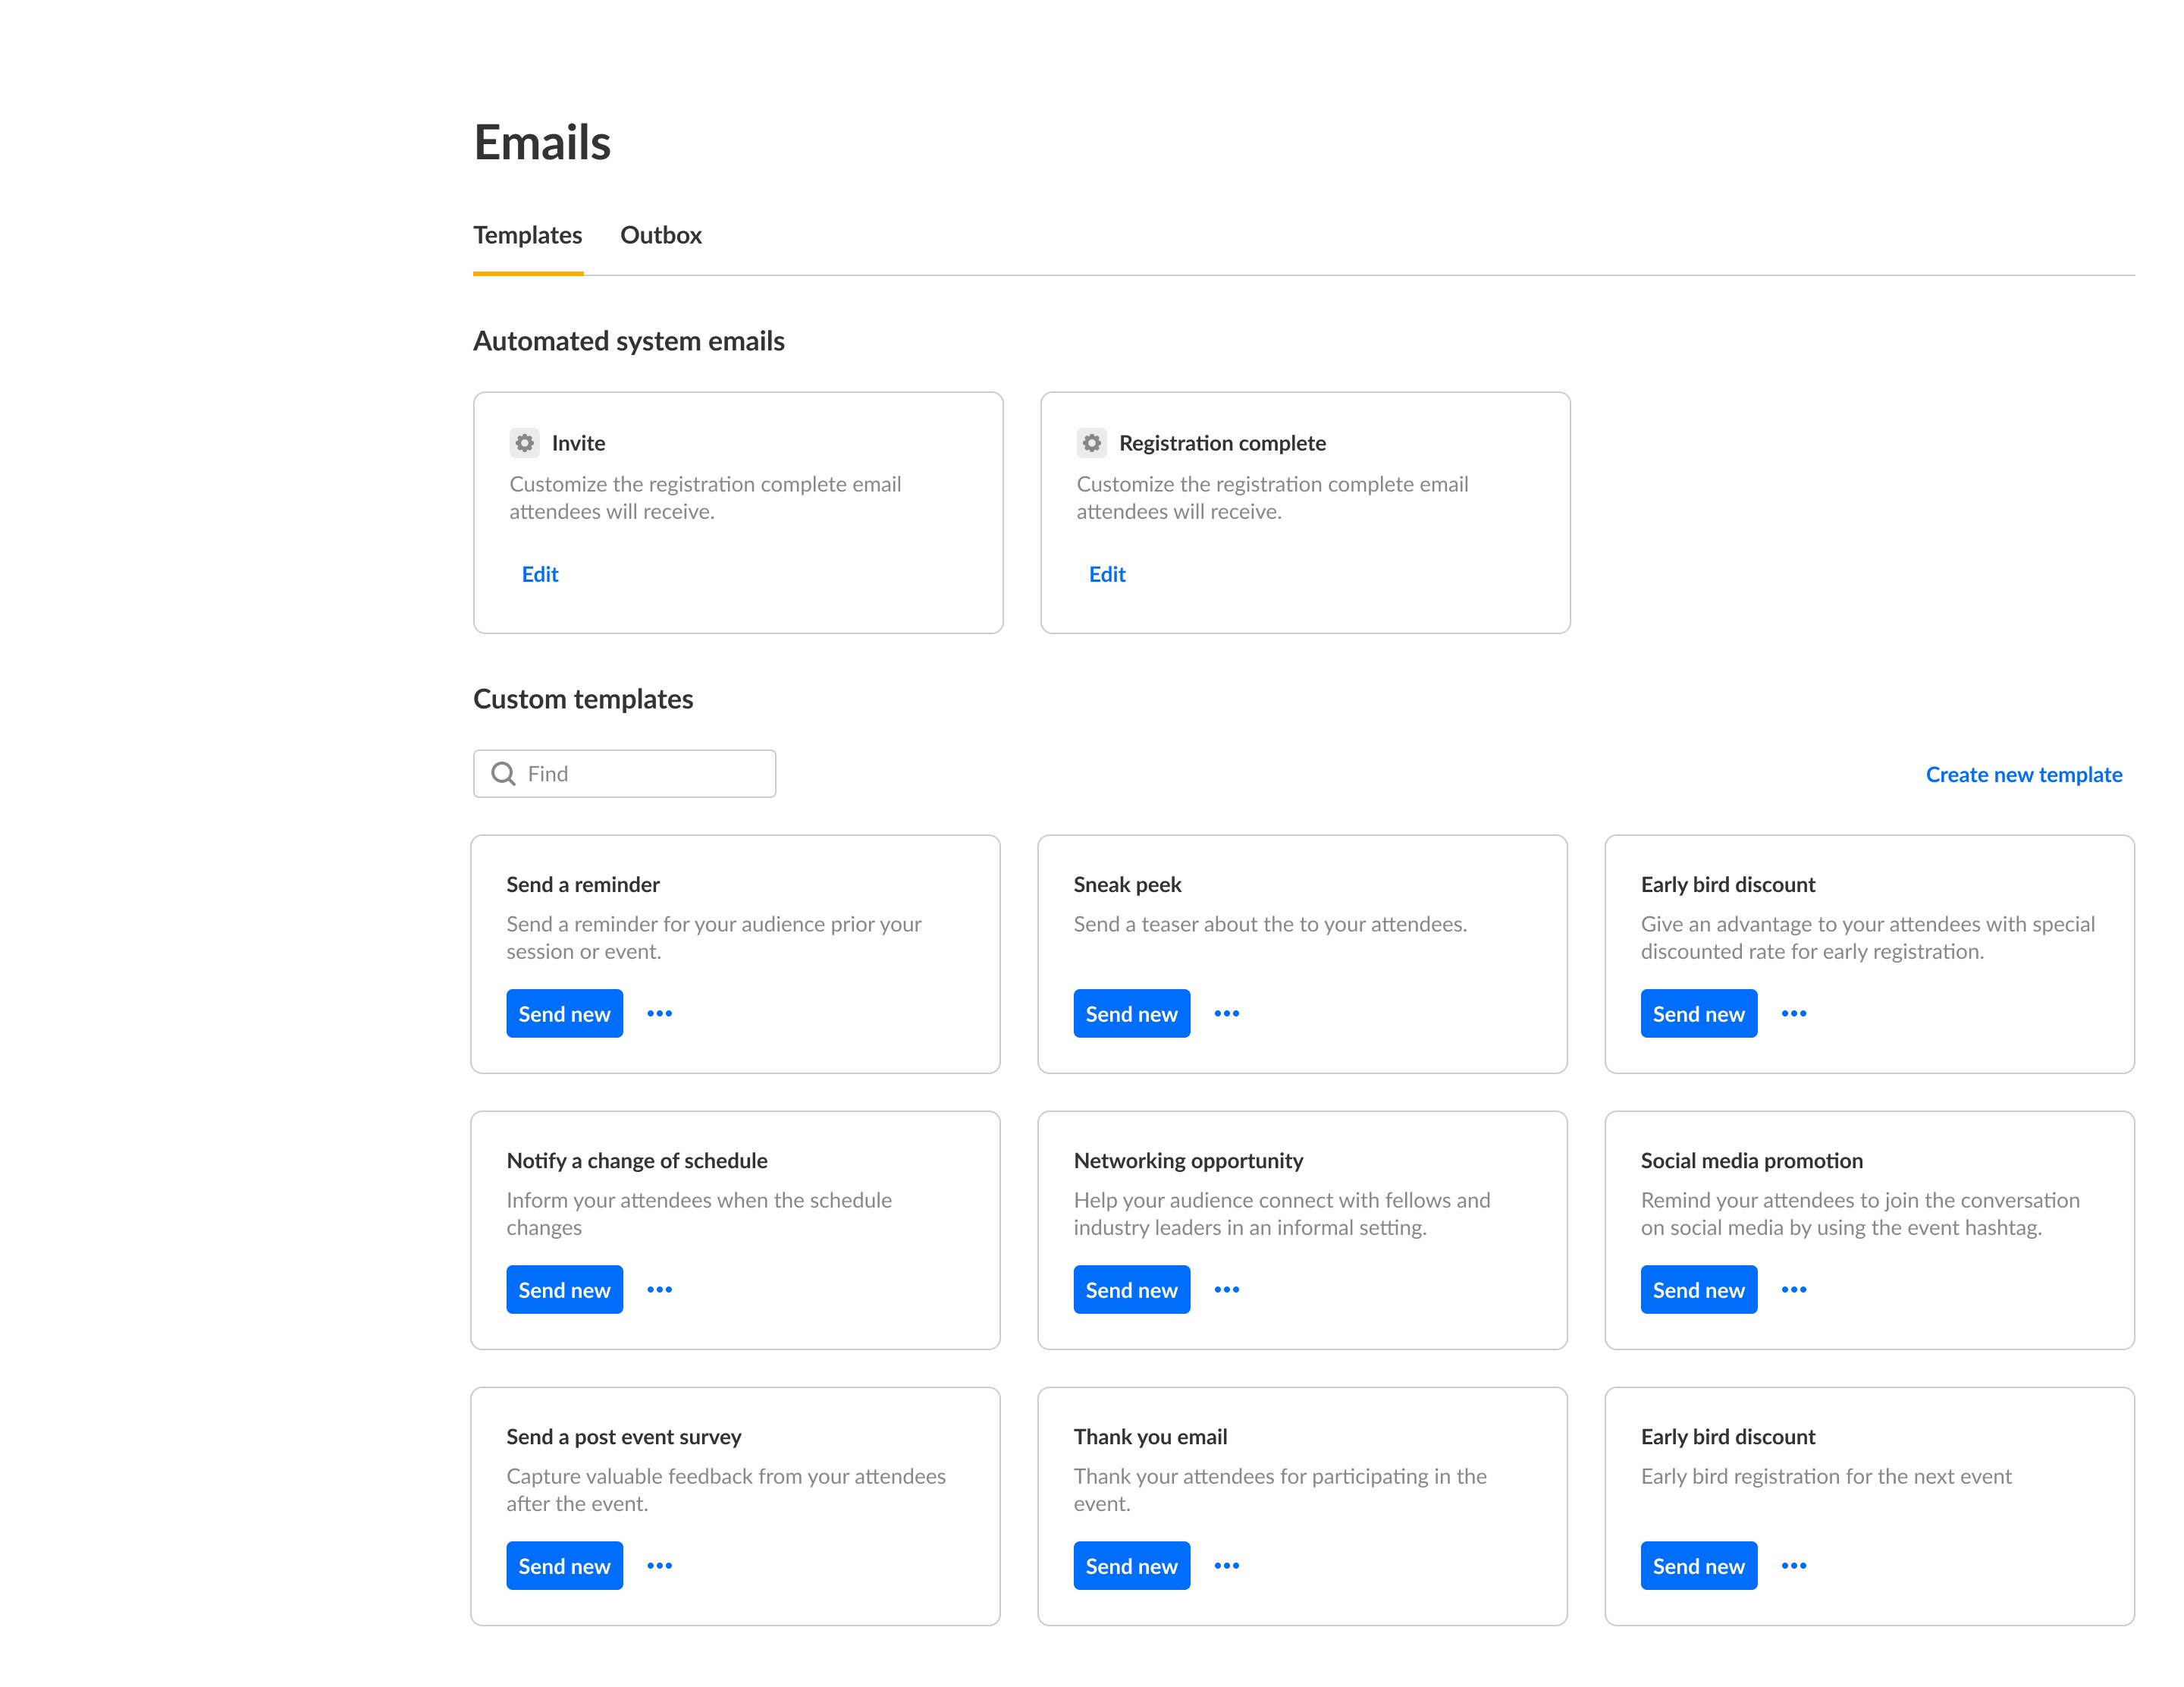 Emails
Templates
Outbox
Automated system emails
Invite
Customize the registration complete email
attendees will receive.
Edit
Registration complete
Customize the registration complete email
attendees will receive.
Edit
Custom templates
Find
Create new template
Send a reminder
Send a reminder for your audience prior your
session or event.
Send new
Sneak peek
Send a teaser about the to your attendees.
Send new
Early bird discount
Give an advantage to your attendees with special
discounted rate for early registration.
Send new
Notify a change of schedule
Inform your attendees when the schedule
changes
Send new
Networking opportunity
Help your audience connect with fellows and
industry leaders in an informal setting.
Send new
Social media promotion
Remind your attendees to join the conversation
on social media by using the event hashtag.
Send new
Send a post event survey
Capture valuable feedback from your attendees
after the event.
Send new
Thank you email
Thank your attendees for participating in the
event.
Send new
Early bird discount
Early bird registration for the next event
Send new